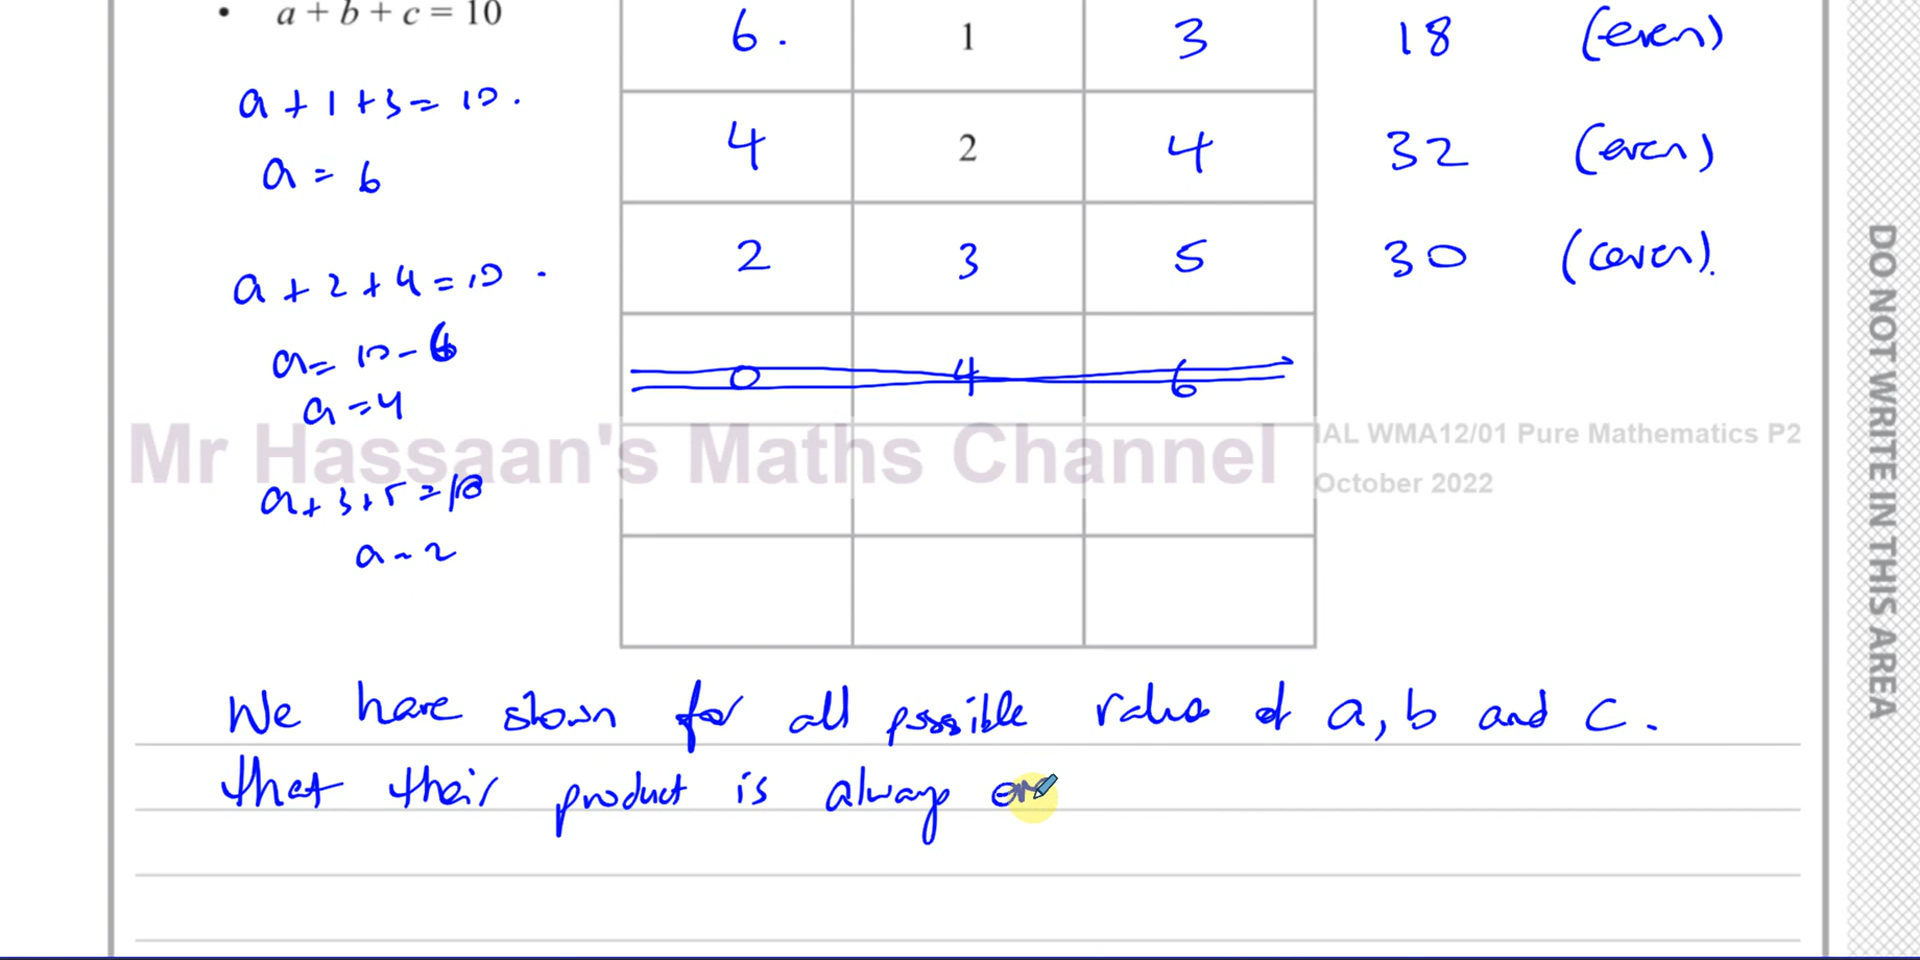 • a + b + c = 10
6. 1 3 18 (even)
a + 1 + 3 = 10.
a = 6
4 2 4 32 (even)
2 3 5 30 (even).
a + 2 + 4 = 10.
a = 10 - 6
a = 4
0 4 6
Mr Hassaan's Maths Channel
IAL WMA12/01 Pure Mathematics P2
October 2022
a + 3 + 5 = 10
a = 2
We have shown for all possible values of a, b and c.
that their product is always
DO NOT WRITE IN THIS AREA